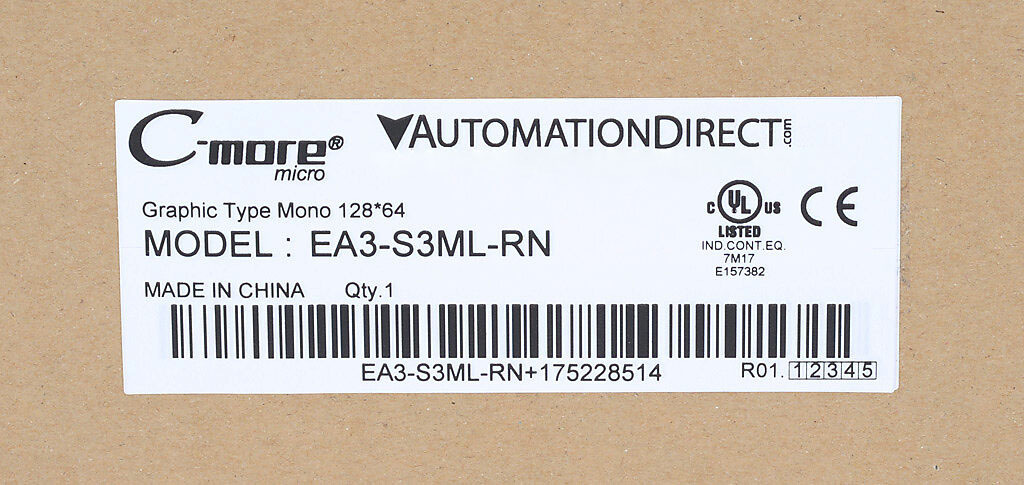 C-more®
micro
AUTOMATIONDIRECT.com
Graphic Type Mono 128*64
MODEL : EA3-S3ML-RN
c UL us
LISTED
IND.CONT.EQ.
7M17
E157382
CE
MADE IN CHINA Qty.1
EA3-S3ML-RN+175228514
R01. 1 2 3 4 5